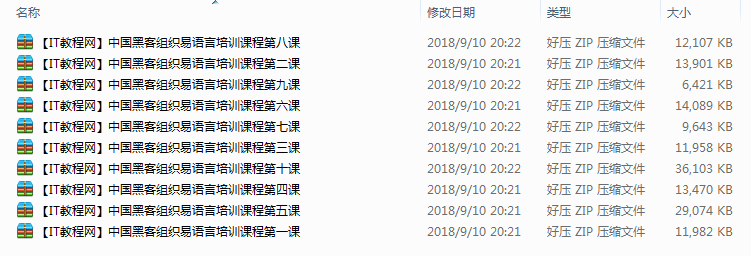 名称 修改日期 类型 大小
【IT教程网】中国黑客组织易语言培训课程第八课 2018/9/10 20:22 好压 ZIP 压缩文件 12,107 KB
【IT教程网】中国黑客组织易语言培训课程第二课 2018/9/10 20:21 好压 ZIP 压缩文件 13,901 KB
【IT教程网】中国黑客组织易语言培训课程第九课 2018/9/10 20:22 好压 ZIP 压缩文件 6,421 KB
【IT教程网】中国黑客组织易语言培训课程第六课 2018/9/10 20:21 好压 ZIP 压缩文件 14,089 KB
【IT教程网】中国黑客组织易语言培训课程第七课 2018/9/10 20:22 好压 ZIP 压缩文件 9,643 KB
【IT教程网】中国黑客组织易语言培训课程第三课 2018/9/10 20:21 好压 ZIP 压缩文件 11,958 KB
【IT教程网】中国黑客组织易语言培训课程第十课 2018/9/10 20:22 好压 ZIP 压缩文件 36,103 KB
【IT教程网】中国黑客组织易语言培训课程第四课 2018/9/10 20:21 好压 ZIP 压缩文件 13,470 KB
【IT教程网】中国黑客组织易语言培训课程第五课 2018/9/10 20:21 好压 ZIP 压缩文件 29,074 KB
【IT教程网】中国黑客组织易语言培训课程第一课 2018/9/10 20:21 好压 ZIP 压缩文件 11,982 KB